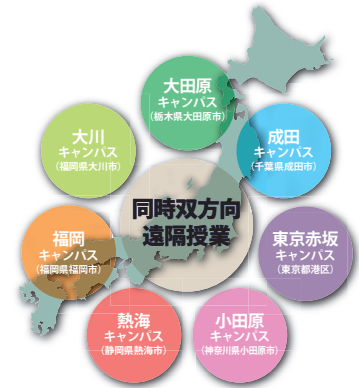 大田原
キャンパス
(栃木県大田原市)
大川
キャンパス
(福岡県大川市)
成田
キャンパス
(千葉県成田市)
同時双方向
遠隔授業
福岡
キャンパス
(福岡県福岡市)
東京赤坂
キャンパス
(東京都港区)
熱海
キャンパス
(静岡県熱海市)
小田原
キャンパス
(神奈川県小田原市)